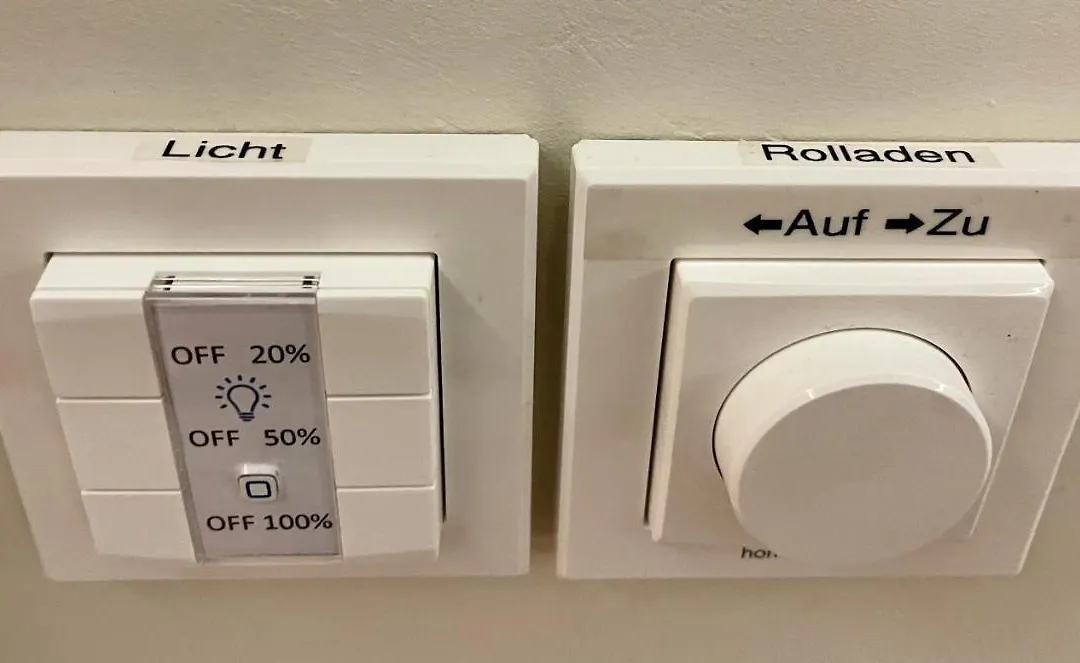 Licht
OFF 20%
OFF 50%
OFF 100%
Rolladen
←Auf →Zu